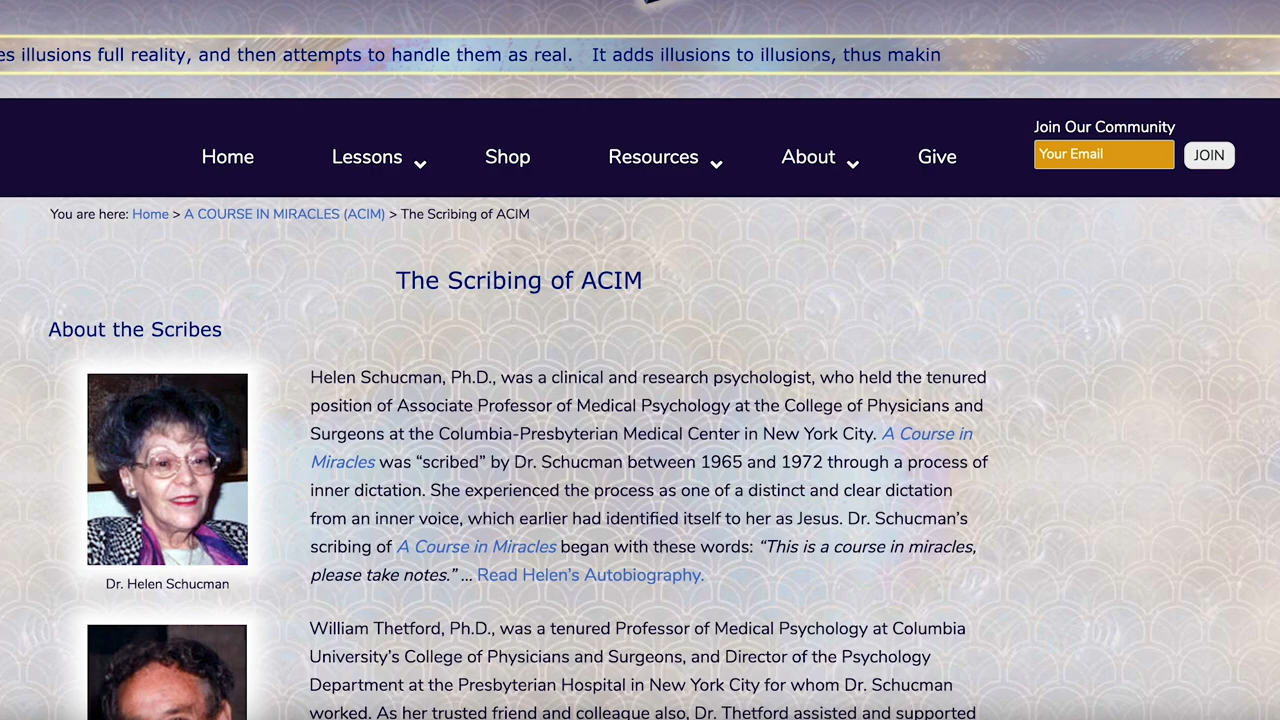 es illusions full reality, and then attempts to handle them as real. It adds illusions to illusions, thus makin
Join Our Community
Home Lessons Shop Resources About Give
Your Email JOIN
You are here: Home > A COURSE IN MIRACLES (ACIM) > The Scribing of ACIM
The Scribing of ACIM
About the Scribes
Helen Schucman, Ph.D., was a clinical and research psychologist, who held the tenured
position of Associate Professor of Medical Psychology at the College of Physicians and
Surgeons at the Columbia-Presbyterian Medical Center in New York City. A Course in
Miracles was “scribed” by Dr. Schucman between 1965 and 1972 through a process of
inner dictation. She experienced the process as one of a distinct and clear dictation
from an inner voice, which earlier had identified itself to her as Jesus. Dr. Schucman’s
scribing of A Course in Miracles began with these words: “This is a course in miracles,
please take notes.” ... Read Helen’s Autobiography.
Dr. Helen Schucman
William Thetford, Ph.D., was a tenured Professor of Medical Psychology at Columbia
University’s College of Physicians and Surgeons, and Director of the Psychology
Department at the Presbyterian Hospital in New York City for whom Dr. Schucman
worked. As her trusted friend and colleague also, Dr. Thetford assisted and supported